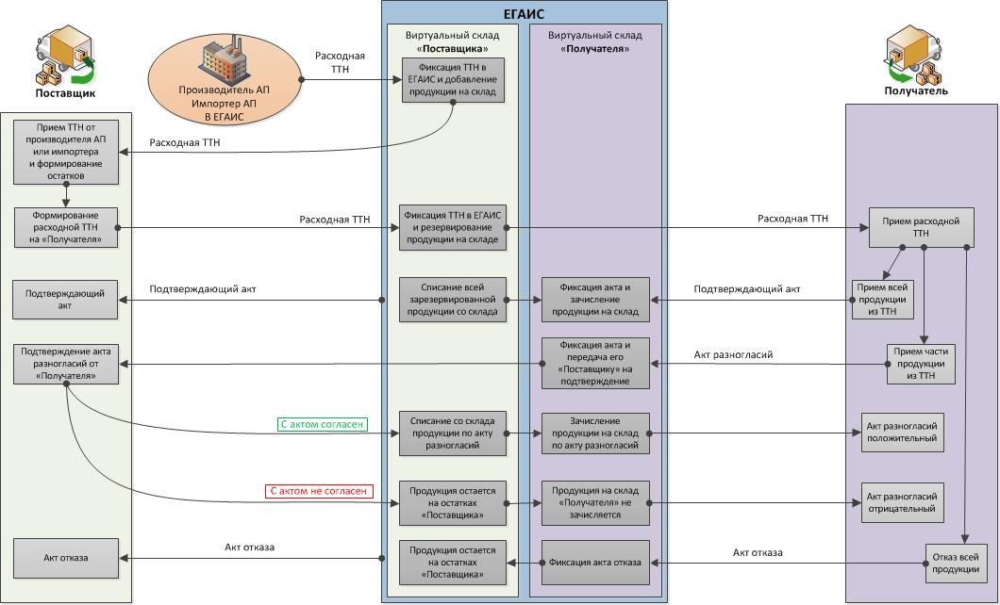 ЕГАИС
Виртуальный склад
«Поставщика»
Виртуальный склад
«Получателя»
Поставщик
Производитель АП
Импортер АП
В ЕГАИС
Расходная
ТТН
Фиксация ТТН в
ЕГАИС и добавление
продукции на склад
Получатель
Прием ТТН от
производителя АП
или импортера
и формирование
остатков
Расходная ТТН
Формирование
расходной ТТН
на «Получателя»
Расходная ТТН
Фиксация ТТН в ЕГАИС
и резервирование
продукции на складе
Расходная ТТН
Прием расходной
ТТН
Подтверждающий
акт
Подтверждающий акт
Списание всей
зарезервированной
продукции со склада
Фиксация акта и
зачисление
продукции на склад
Подтверждающий акт
Прием всей
продукции
из ТТН
Подтверждение акта
разногласий от
«Получателя»
Фиксация акта и
передача его
«Поставщику» на
подтверждение
Акт разногласий
Прием части
продукции
из ТТН
С актом согласен
Списание со склада
продукции по акту
разногласий
Зачисление
продукции на склад
по акту разногласий
Акт разногласий
положительный
С актом не согласен
Продукция остается
на остатках
«Поставщика»
Продукция на склад
«Получателя» не
зачисляется
Акт разногласий
отрицательный
Акт отказа
Акт отказа
Продукция остается
на остатках
«Поставщика»
Фиксация акта отказа
Акт отказа
Отказ всей
продукции